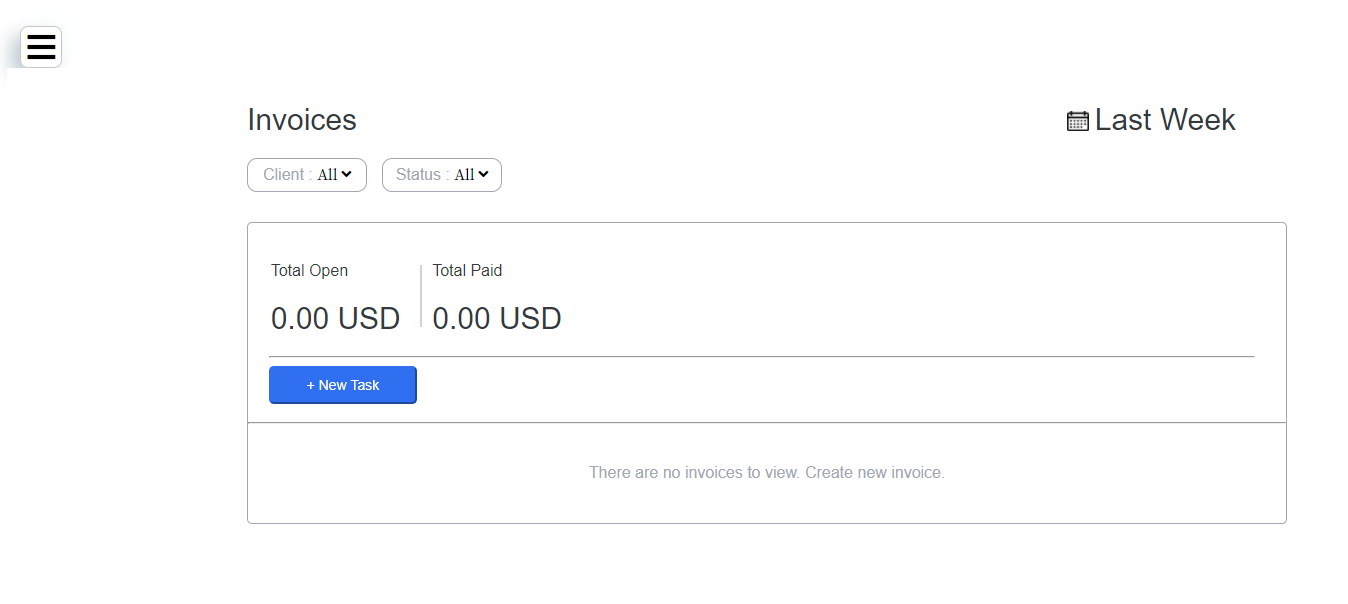 Invoices
Last Week
Client : All
Status : All
Total Open
Total Paid
0.00 USD
0.00 USD
+ New Task
There are no invoices to view. Create new invoice.